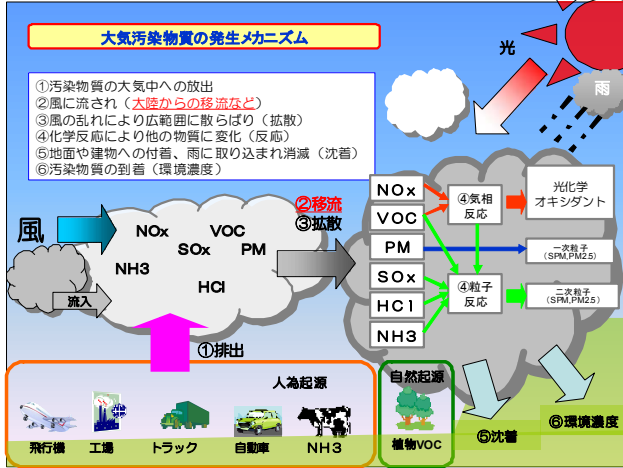 大気汚染物質の発生メカニズム
光
雨
①汚染物質の大気中への放出
②風に流され（大陸からの移流など）
③風の乱れにより広範囲に散らばり（拡散）
④化学反応により他の物質に変化（反応）
⑤地面や建物への付着、雨に取り込まれ消滅（沈着）
⑥汚染物質の到着（環境濃度）
風
流入
NOx
VOC
SOx
PM
NH3
HCl
②移流
③拡散
NOx
VOC
PM
SOx
HCl
NH3
④気相
反応
④粒子
反応
光化学
オキシダント
一次粒子
(SPM,PM2.5)
二次粒子
(SPM,PM2.5)
①排出
人為起源
飛行機
工場
トラック
自動車
NH3
自然起源
植物VOC
⑤沈着
⑥環境濃度